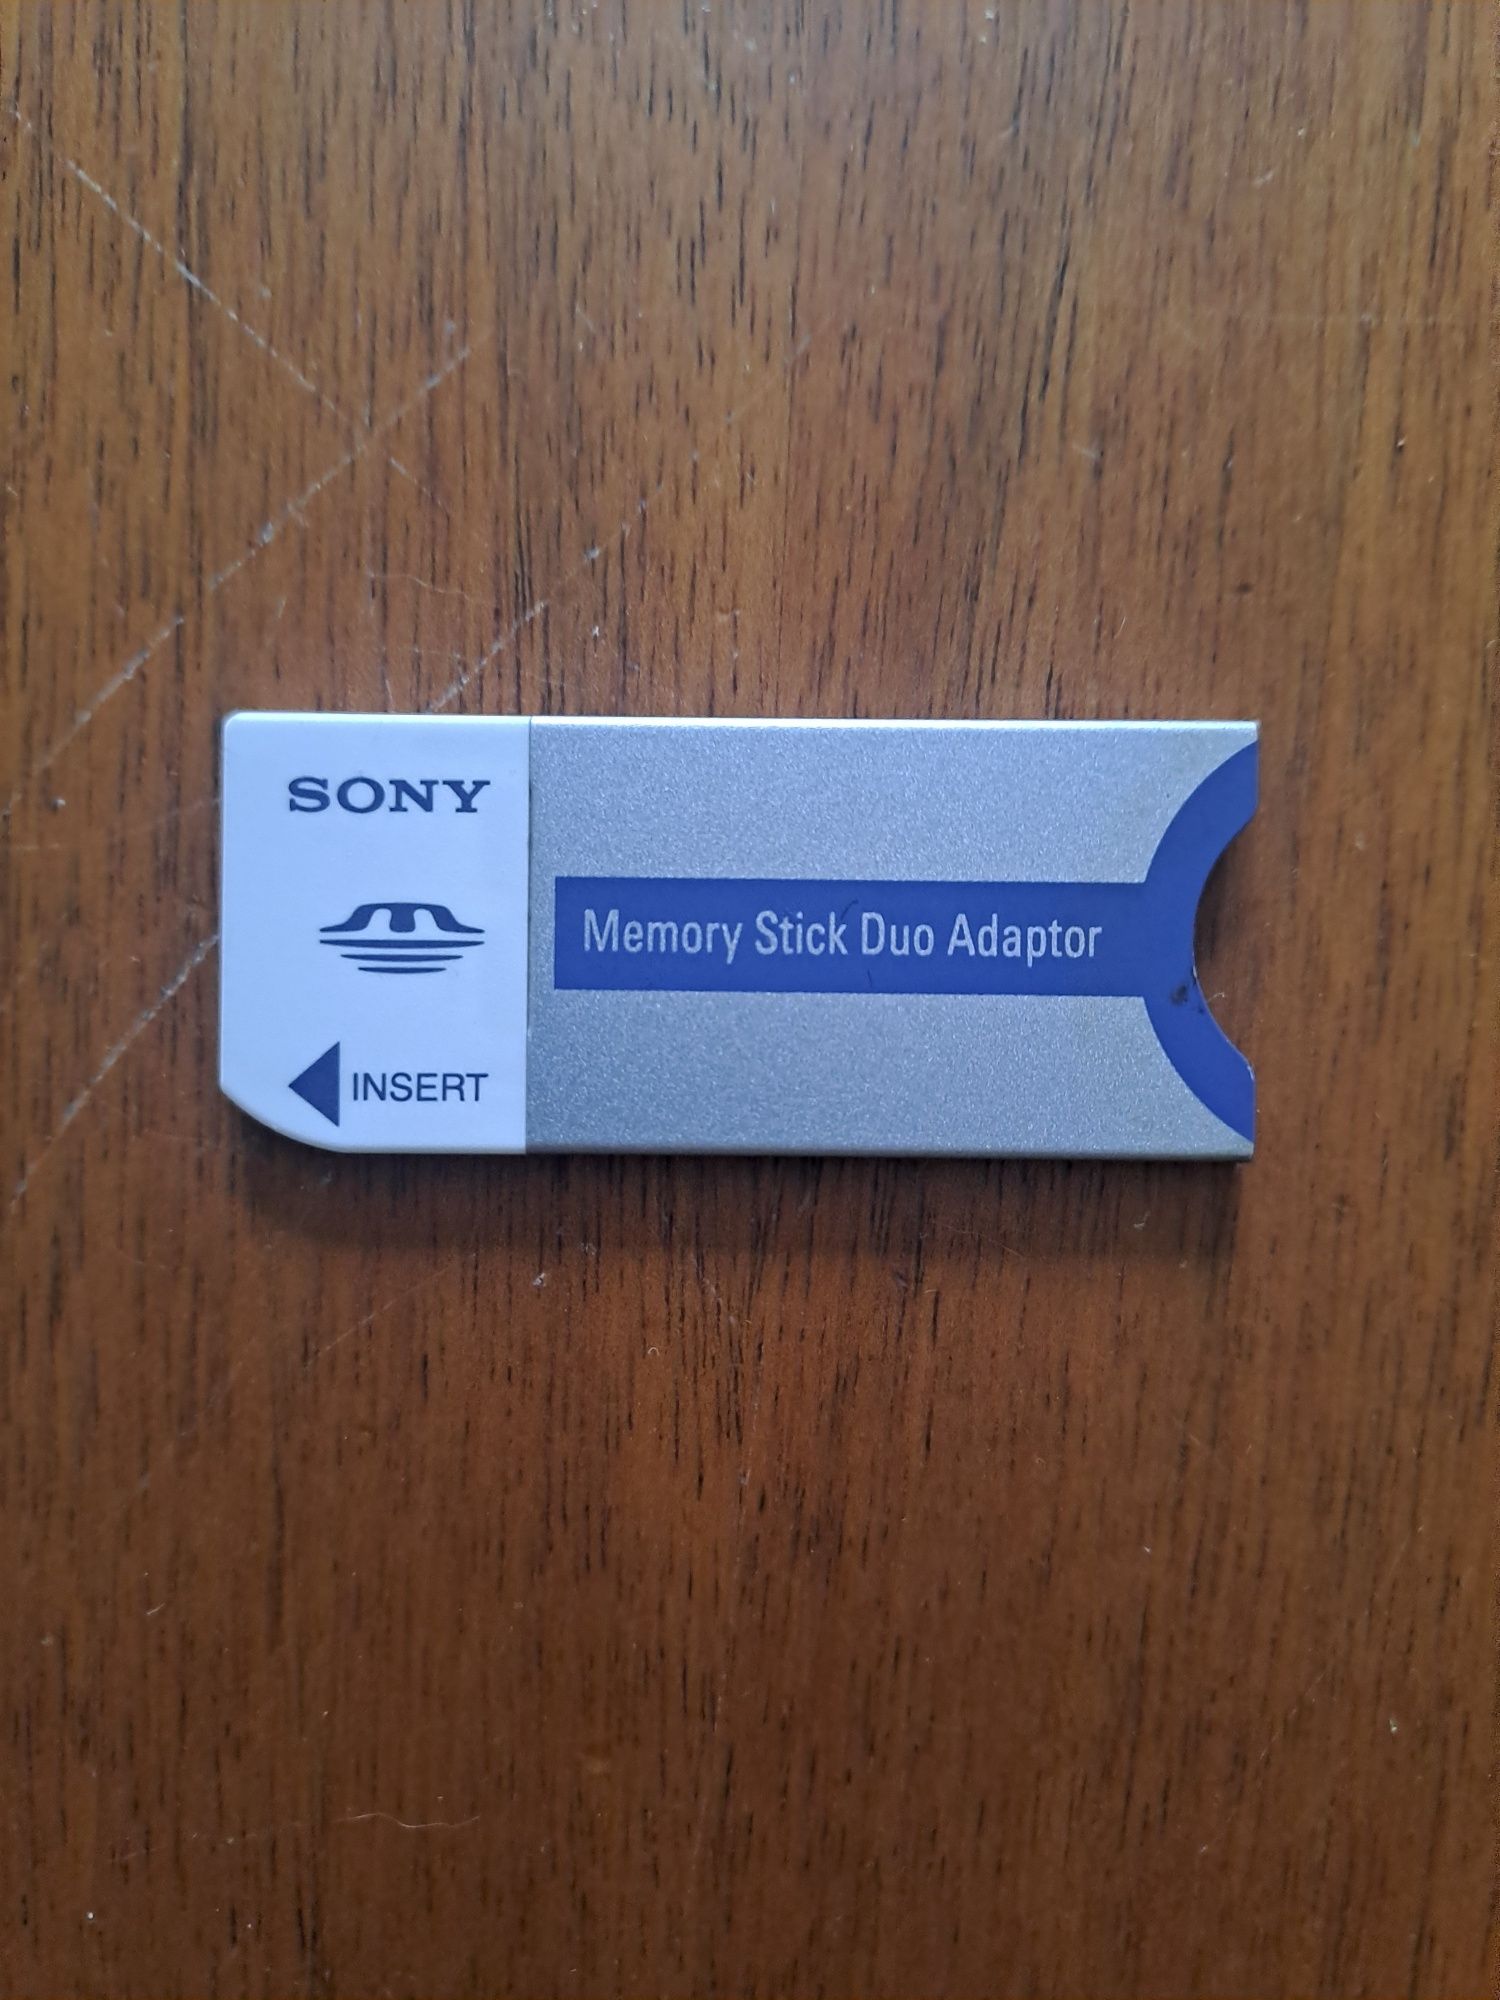 SONY
Memory Stick Duo Adaptor
INSERT